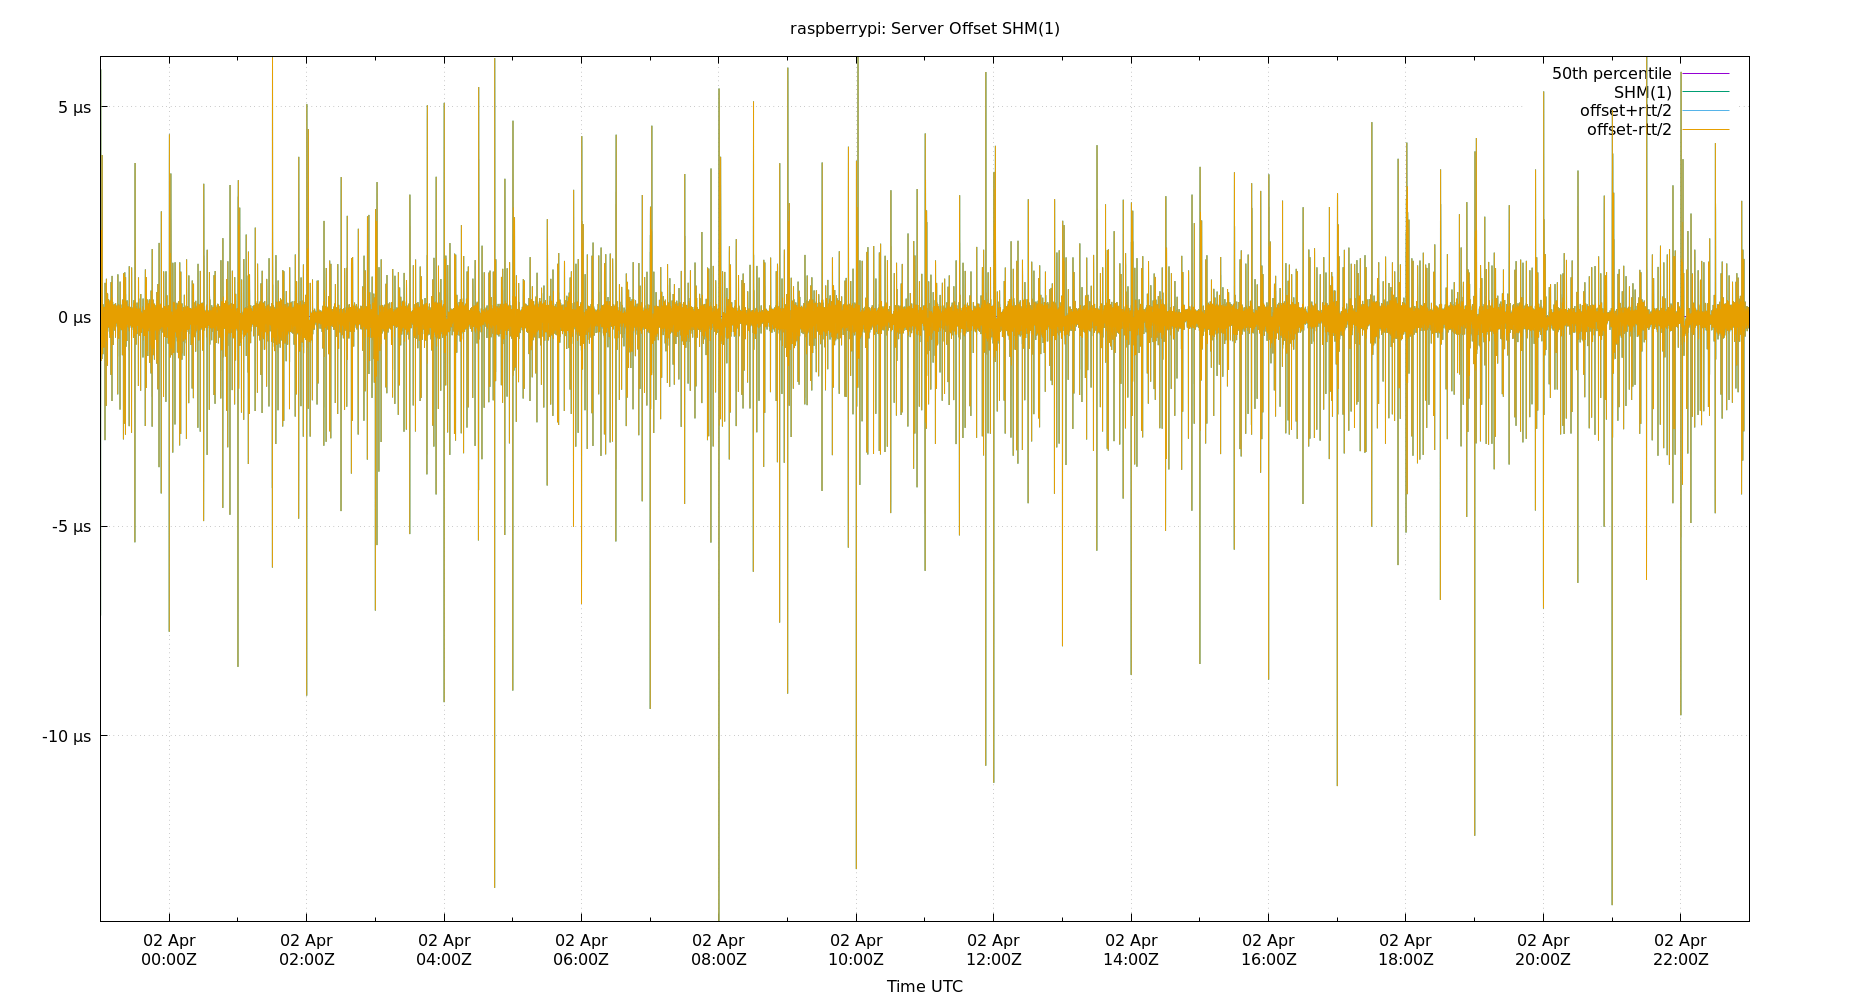 raspberrypi: Server Offset SHM(1)
50th percentile
SHM(1)
offset+rtt/2
offset-rtt/2
5 µs
0 µs
-5 µs
-10 µs
02 Apr 02 Apr 02 Apr 02 Apr 02 Apr 02 Apr 02 Apr 02 Apr 02 Apr 02 Apr 02 Apr 02 Apr
00:00Z 02:00Z 04:00Z 06:00Z 08:00Z 10:00Z 12:00Z 14:00Z 16:00Z 18:00Z 20:00Z 22:00Z
Time UTC